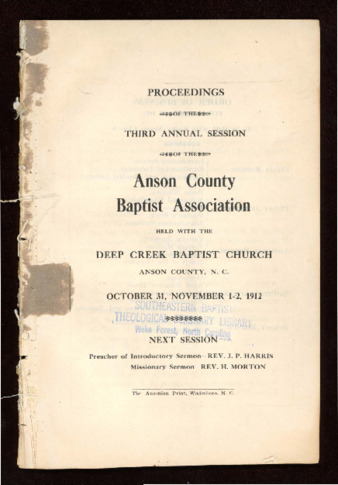 PROCEEDINGS
OF THE
THIRD ANNUAL SESSION
OF THE
Anson County
Baptist Association
HELD WITH THE
DEEP CREEK BAPTIST CHURCH
ANSON COUNTY, N. C.
OCTOBER 31, NOVEMBER 1-2, 1912
SOUTHEASTERN BAPTIST
THEOLOGICAL SEMINARY LIBRARY
Wake Forest, North Carolina
NEXT SESSION
Preacher of Introductory Sermon REV. J. P. HARRIS
Missionary Sermon REV. H. MORTON
The Ansonian Print, Wadesboro, N. C.